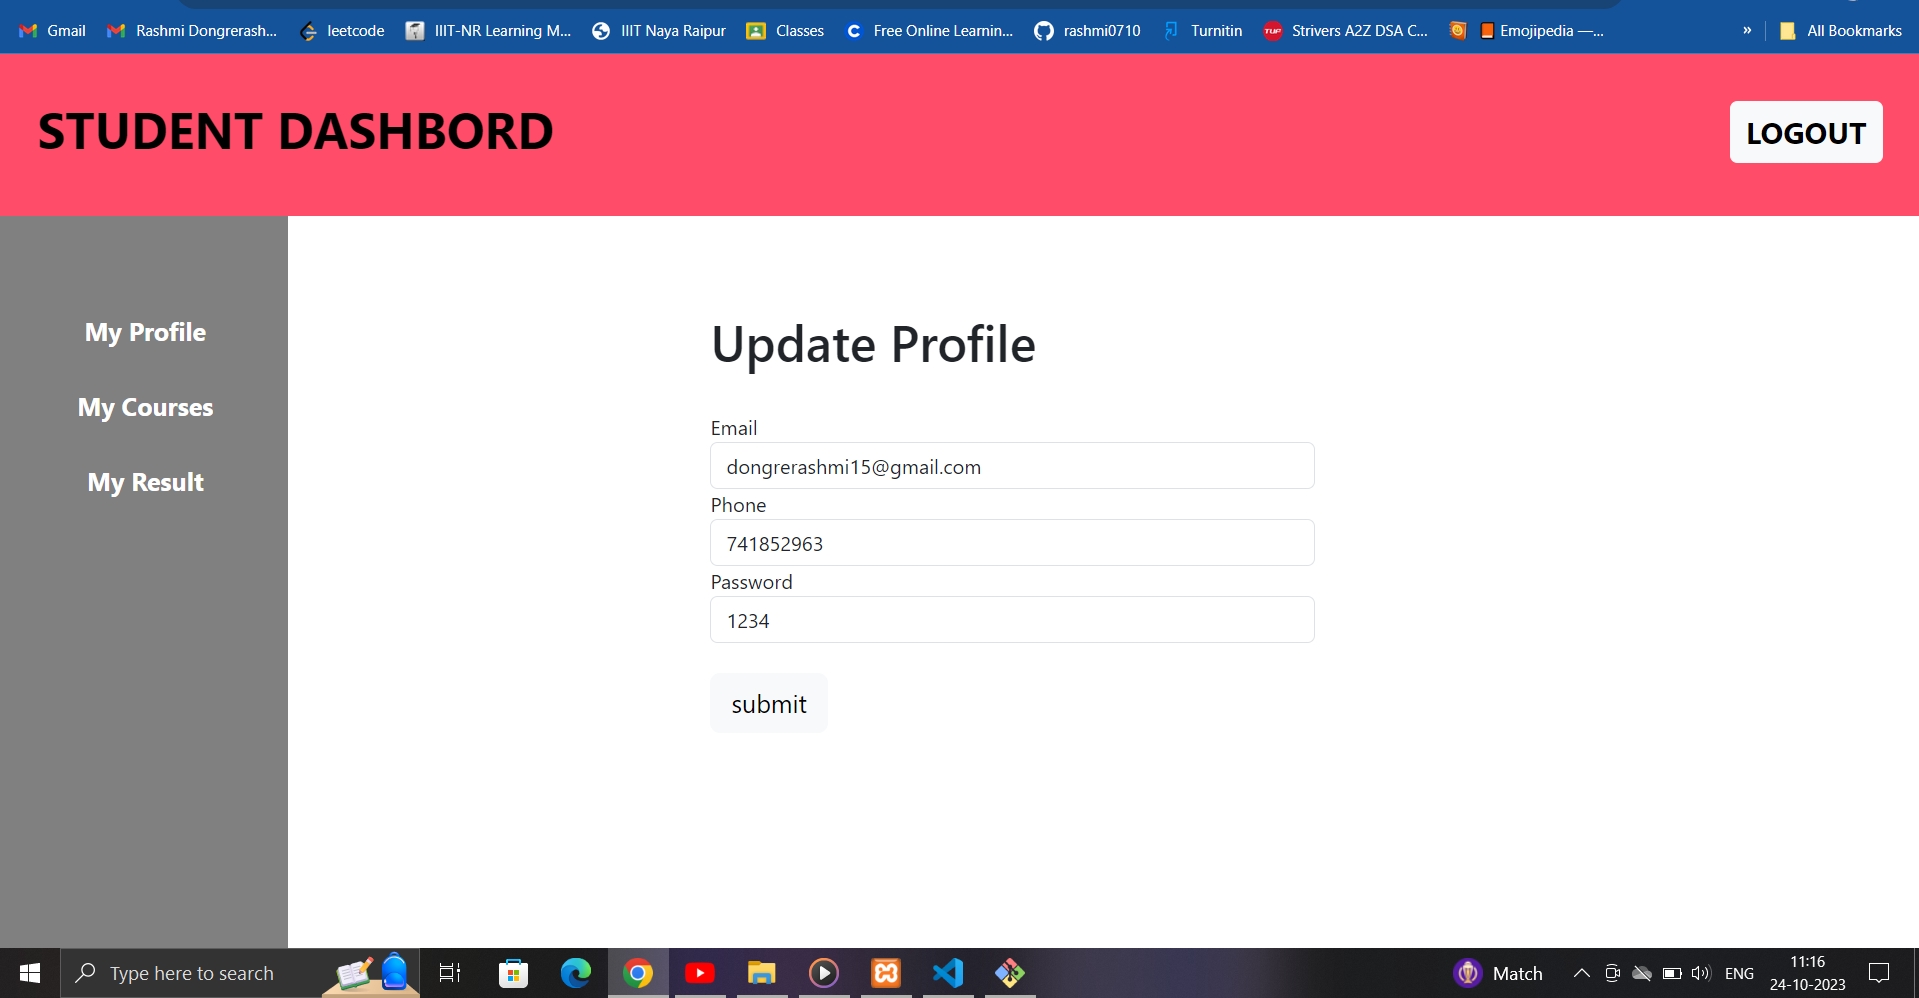 Gmail
Rashmi Dongrerash...
leetcode
IIIT-NR Learning M...
IIIT Naya Raipur
Classes
Free Online Learnin...
rashmi0710
Turnitin
TUF
Strivers A2Z DSA C...
Emojipedia —...
»
All Bookmarks
STUDENT DASHBORD
LOGOUT
My Profile
My Courses
My Result
Update Profile
Email
dongrerashmi15@gmail.com
Phone
741852963
Password
1234
submit
Type here to search
Match
ENG
11:16
24-10-2023